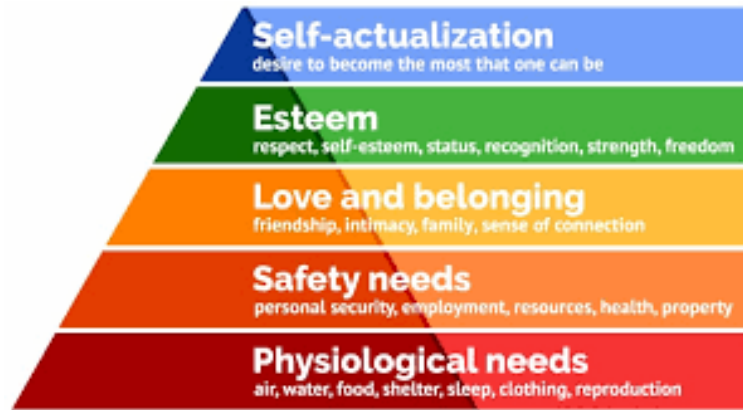 Self-actualization
desire to become the most that one can be
Esteem
respect, self-esteem, status, recognition, strength, freedom
Love and belonging
friendship, intimacy, family, sense of connection
Safety needs
personal security, employment, resources, health, property
Physiological needs
air, water, food, shelter, sleep, clothing, reproduction